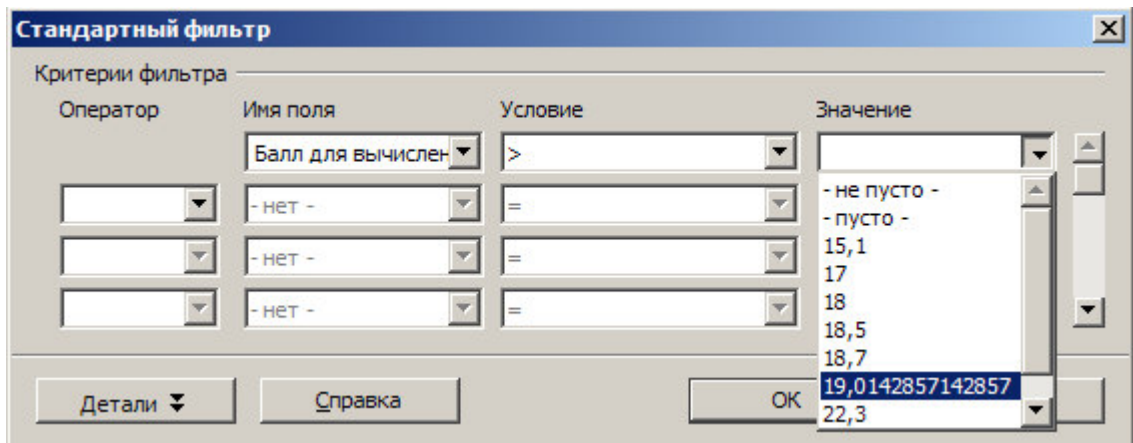 Стандартный фильтр
Критерии фильтра
Оператор Имя поля Условие Значение
Балл для вычислен >
- нет - =
- нет - =
- нет - =
- не пусто -
- пусто -
15,1
17
18
18,5
18,7
19,0142857142857
22,3
Детали Справка ОК